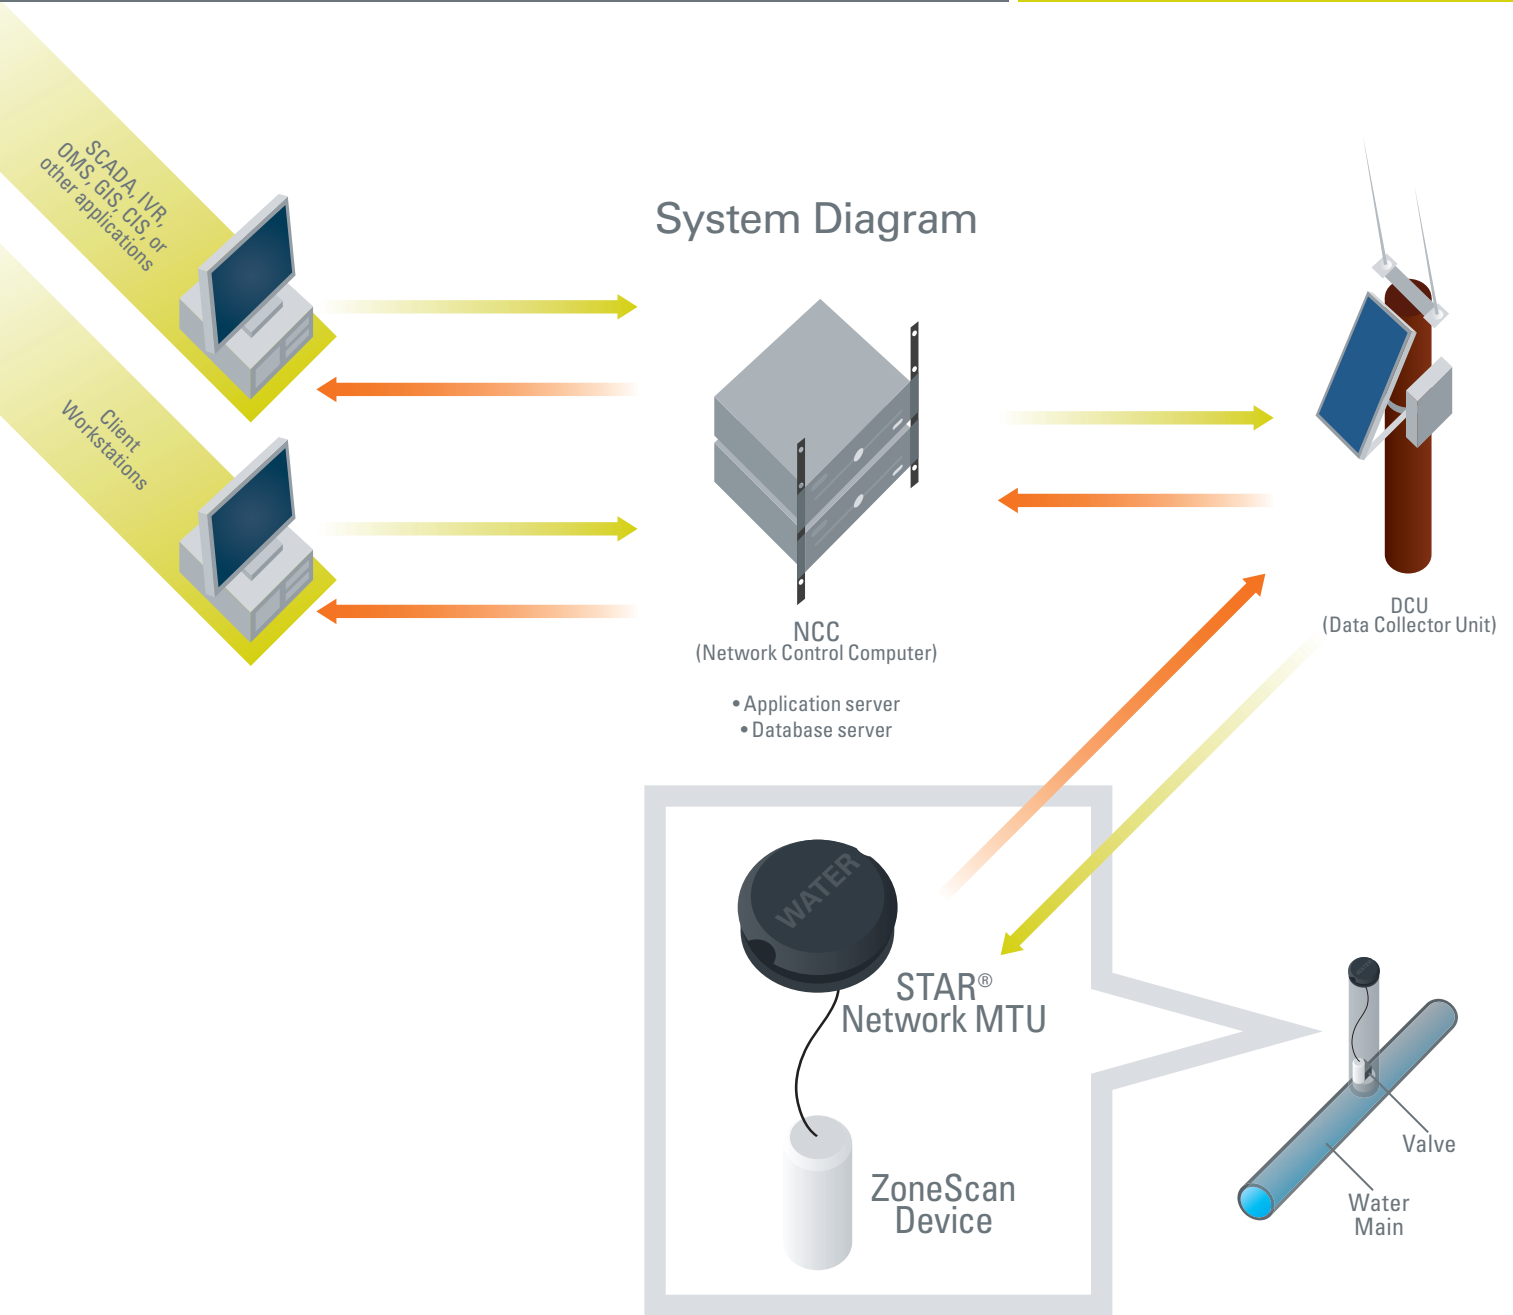 System Diagram
SCADA, IVR,
OMS, GIS, CIS, or
other applications
Client
Workstations
NCC
(Network Control Computer)
• Application server
• Database server
DCU
(Data Collector Unit)
WATER
STAR®
Network MTU
ZoneScan
Device
WATER
Valve
Water
Main